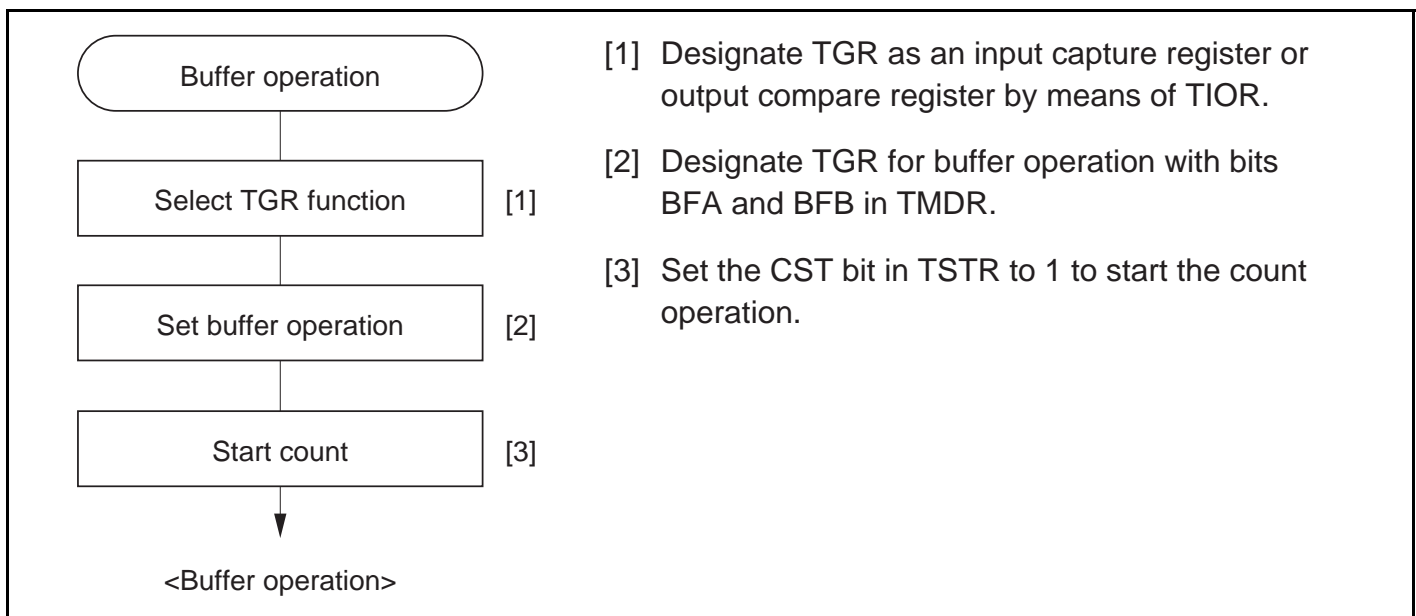 Buffer operation
Select TGR function [1]
Set buffer operation [2]
Start count [3]
<Buffer operation>
[1] Designate TGR as an input capture register or
output compare register by means of TIOR.
[2] Designate TGR for buffer operation with bits
BFA and BFB in TMDR.
[3] Set the CST bit in TSTR to 1 to start the count
operation.